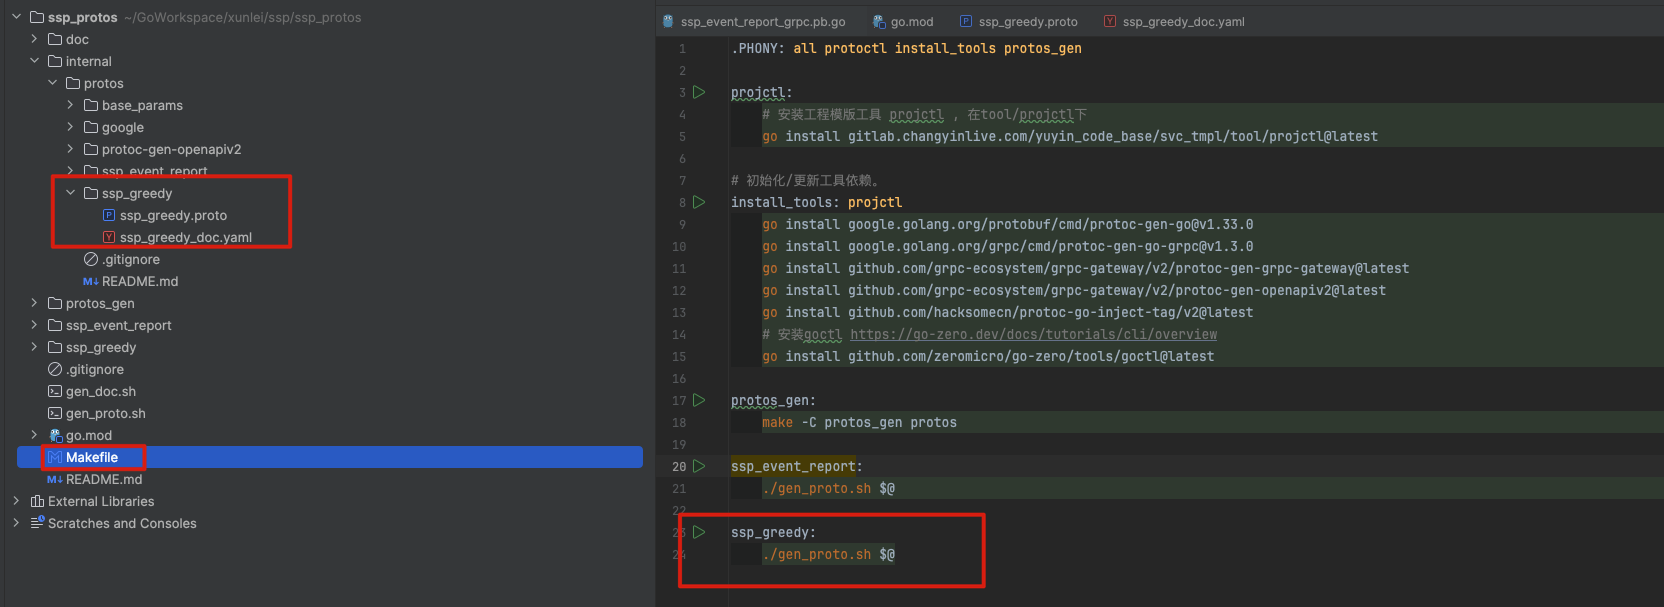 ssp_protos ~/GoWorkspace/xunlei/ssp/ssp_protos
doc
internal
protos
base_params
google
protoc-gen-openapiv2
ssp_event_report
ssp_greedy
ssp_greedy.proto
ssp_greedy_doc.yaml
.gitignore
README.md
protos_gen
ssp_event_report
ssp_greedy
.gitignore
gen_doc.sh
gen_proto.sh
go.mod
Makefile
README.md
External Libraries
Scratches and Consoles
ssp_event_report_grpc.pb.go go.mod ssp_greedy.proto ssp_greedy_doc.yaml
1 .PHONY: all protoctl install_tools protos_gen
2
3 projctl:
4 # 安装工程模版工具 projctl , 在tool/projctl下
5 go install gitlab.changyinlive.com/yuyin_code_base/svc_tmpl/tool/projctl@latest
6
7 # 初始化/更新工具依赖。
8 install_tools: projctl
9 go install google.golang.org/protobuf/cmd/protoc-gen-go@v1.33.0
10 go install google.golang.org/grpc/cmd/protoc-gen-go-grpc@v1.3.0
11 go install github.com/grpc-ecosystem/grpc-gateway/v2/protoc-gen-grpc-gateway@latest
12 go install github.com/grpc-ecosystem/grpc-gateway/v2/protoc-gen-openapiv2@latest
13 go install github.com/hacksomecn/protoc-go-inject-tag/v2@latest
14 # 安装goctl https://go-zero.dev/docs/tutorials/cli/overview
15 go install github.com/zeromicro/go-zero/tools/goctl@latest
16
17 protos_gen:
18 make -C protos_gen protos
19
20 ssp_event_report:
21 ./gen_proto.sh $@
22
23 ssp_greedy:
24 ./gen_proto.sh $@